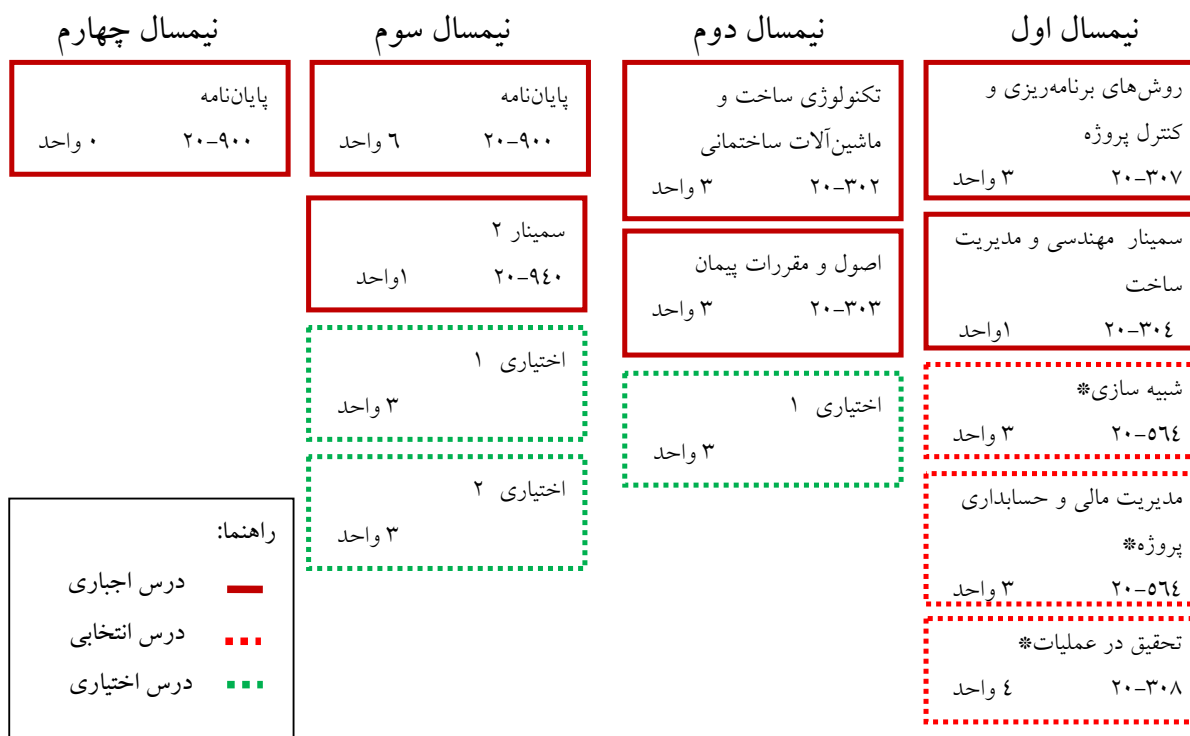 نیمسال اول
روش‌های برنامه‌ریزی و
کنترل پروژه
۲۰-۳۰۷ ۳ واحد
سمینار مهندسی و مدیریت
ساخت
۲۰-۳۰٤ ۱واحد
شبیه سازی*
۲۰-٥٦٤ ۳ واحد
مدیریت مالی و حسابداری
پروژه*
۲۰-٥٦٤ ۳ واحد
تحقیق در عملیات*
۲۰-۳۰۸ ٤ واحد
نیمسال دوم
تکنولوژی ساخت و
ماشین‌آلات ساختمانی
۲۰-۳۰۲ ۳ واحد
اصول و مقررات پیمان
۲۰-۳۰۳ ۳ واحد
اختیاری ۱
۳ واحد
نیمسال سوم
پایان‌نامه
۲۰-۹۰۰ ٦ واحد
سمینار ۲
۲۰-۹٤۰ ۱واحد
اختیاری ۱
۳ واحد
اختیاری ۲
۳ واحد
نیمسال چهارم
پایان‌نامه
۲۰-۹۰۰ ۰ واحد
راهنما:
درس اجباری
درس انتخابی
درس اختیاری